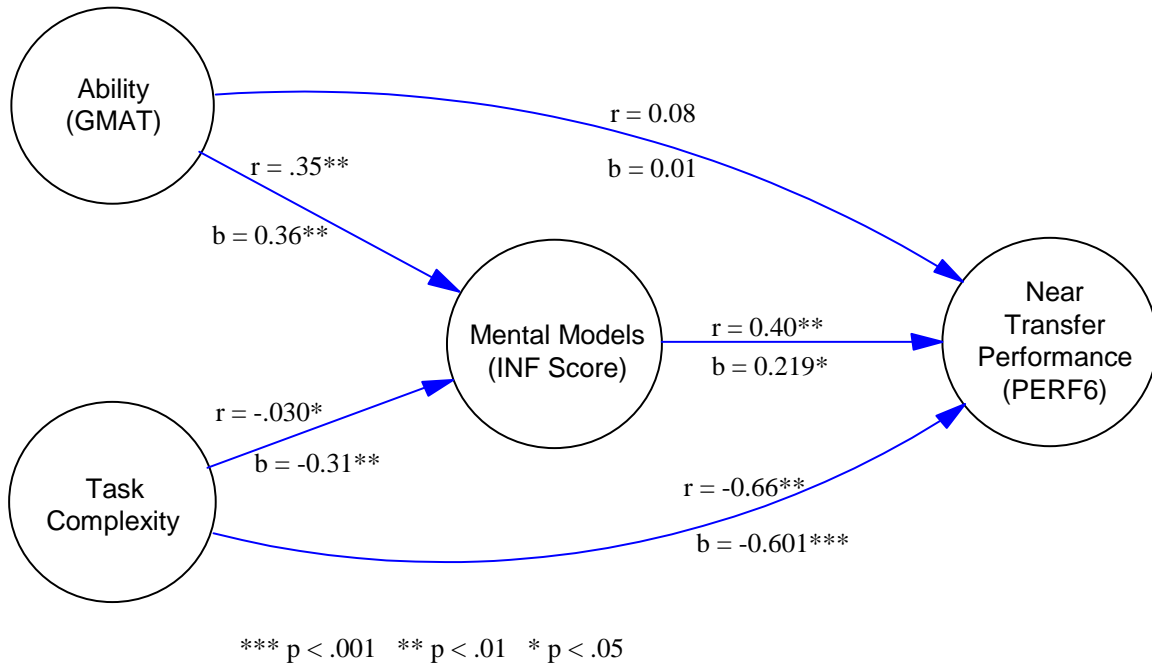 Ability
(GMAT)
r = 0.08
b = 0.01
r = .35**
b = 0.36**
Mental Models
(INF Score)
r = 0.40**
b = 0.219*
Near
Transfer
Performance
(PERF6)
r = -.030*
b = -0.31**
Task
Complexity
r = -0.66**
b = -0.601***
*** p < .001 ** p < .01 * p < .05